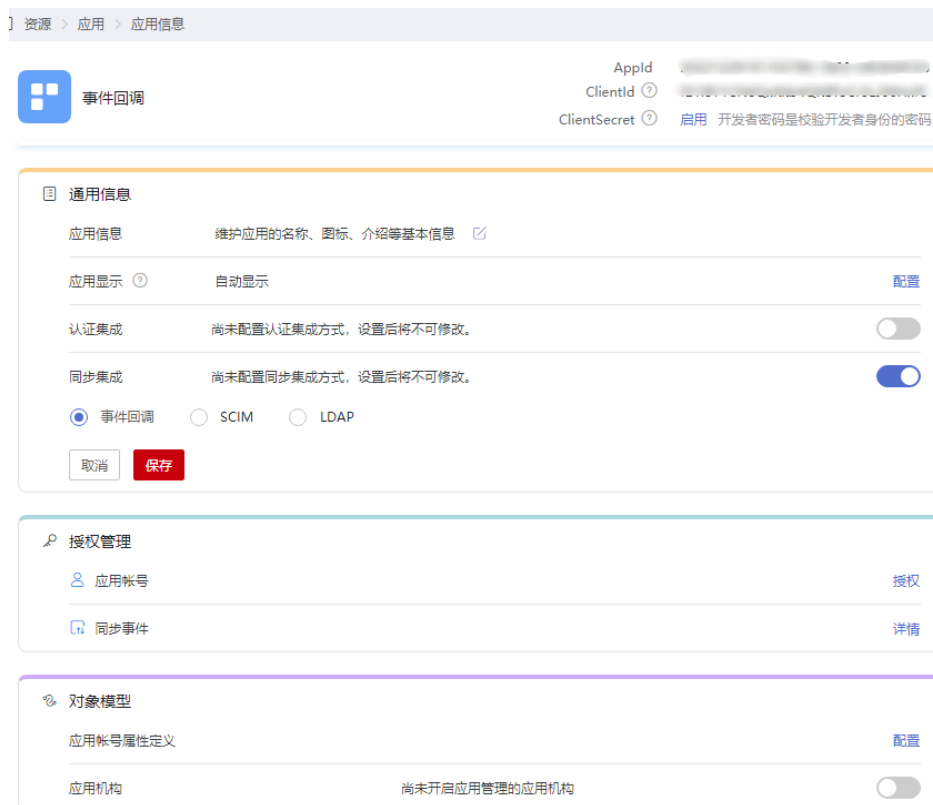 资源 > 应用 > 应用信息
事件回调
AppId
ClientId
ClientSecret 启用 开发者密码是校验开发者身份的密码
通用信息
应用信息 维护应用的名称、图标、介绍等基本信息
应用显示 自动显示 配置
认证集成 尚未配置认证集成方式，设置后将不可修改。
同步集成 尚未配置同步集成方式，设置后将不可修改。
事件回调 SCIM LDAP
取消 保存
授权管理
应用帐号 授权
同步事件 详情
对象模型
应用帐号属性定义 配置
应用机构 尚未开启应用管理的应用机构